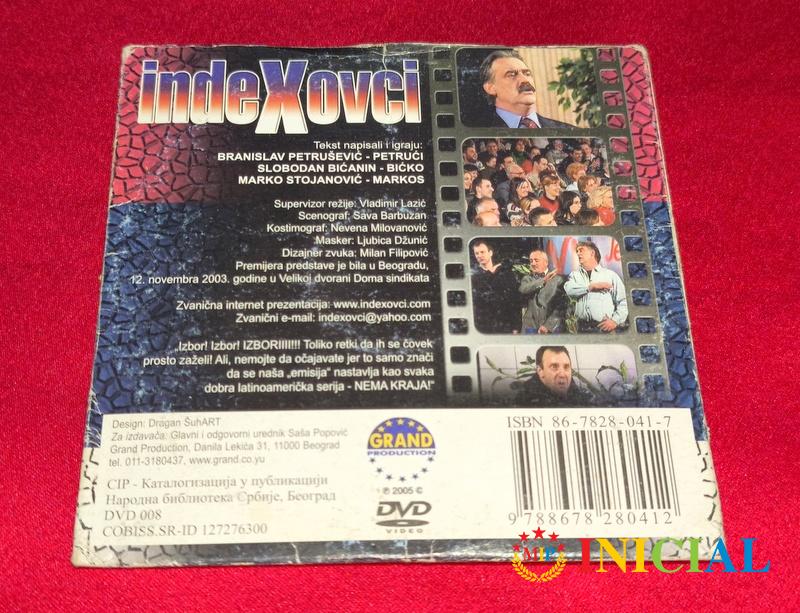 indeXovci
Tekst napisali i igraju:
BRANISLAV PETRUŠEVIĆ - PETRUĆI
SLOBODAN BIĆANIN - BIĆKO
MARKO STOJANOVIĆ - MARKOS
Supervizor režije: Vladimir Lazić
Scenograf: Sava Barbuzan
Kostimograf: Nevena Milovanović
Masker: Ljubica Džunić
Dizajner zvuka: Milan Filipović
Premijera predstave je bila u Beogradu,
12. novembra 2003. godine u Velikoj dvorani Doma sindikata
Zvanična internet prezentacija: www.indexovci.com
Zvanični e-mail: indexovci@yahoo.com
„Izbor! Izbor! IZBORIIII!!! Toliko retki da ih se čovek
prosto zaželi! Ali, nemojte da očajavate jer to samo znači
da se naša „emisija“ nastavlja kao svaka
dobra latinoamerička serija - NEMA KRAJA!“
Design: Dragan ŠuhART
Za izdavača: Glavni i odgovorni urednik Saša Popović
Grand Production, Danila Lekića 31, 11000 Beograd
tel. 011-3180437, www.grand.co.yu
CIP - Каталогизација у публикацији
Народна библиотека Србије, Београд
DVD 008
COBISS.SR-ID 127276300
GRAND
PRODUCTION
℗ 2005 ©
DVD
VIDEO
ISBN 86-7828-041-7
9 788678 280412
MP INICIAL